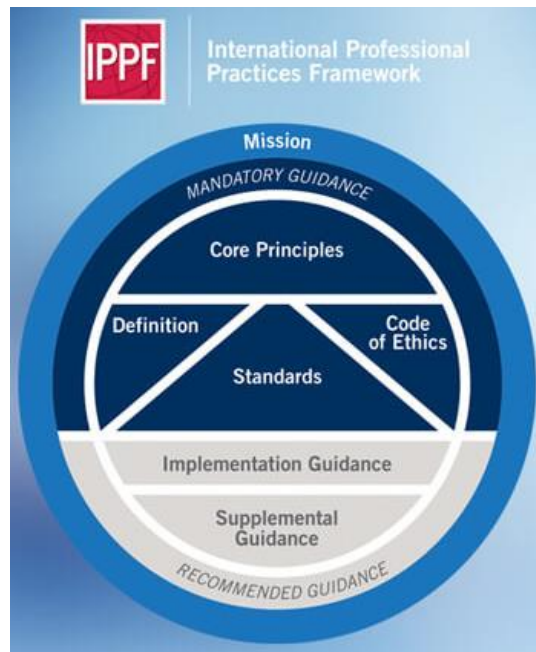 IPPF
International Professional
Practices Framework
Mission
MANDATORY GUIDANCE
Core Principles
Definition
Code
of Ethics
Standards
Implementation Guidance
Supplemental
Guidance
RECOMMENDED GUIDANCE